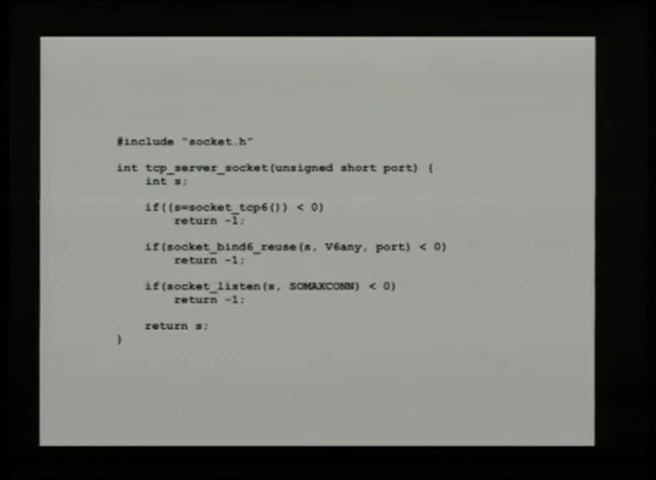 #include "socket.h"
int tcp_server_socket(unsigned short port) {
int s;
if((s=socket_tcp6()) < 0)
return -1;
if(socket_bind6_reuse(s, V6any, port) < 0)
return -1;
if(socket_listen(s, SOMAXCONN) < 0)
return -1;
return s;
}